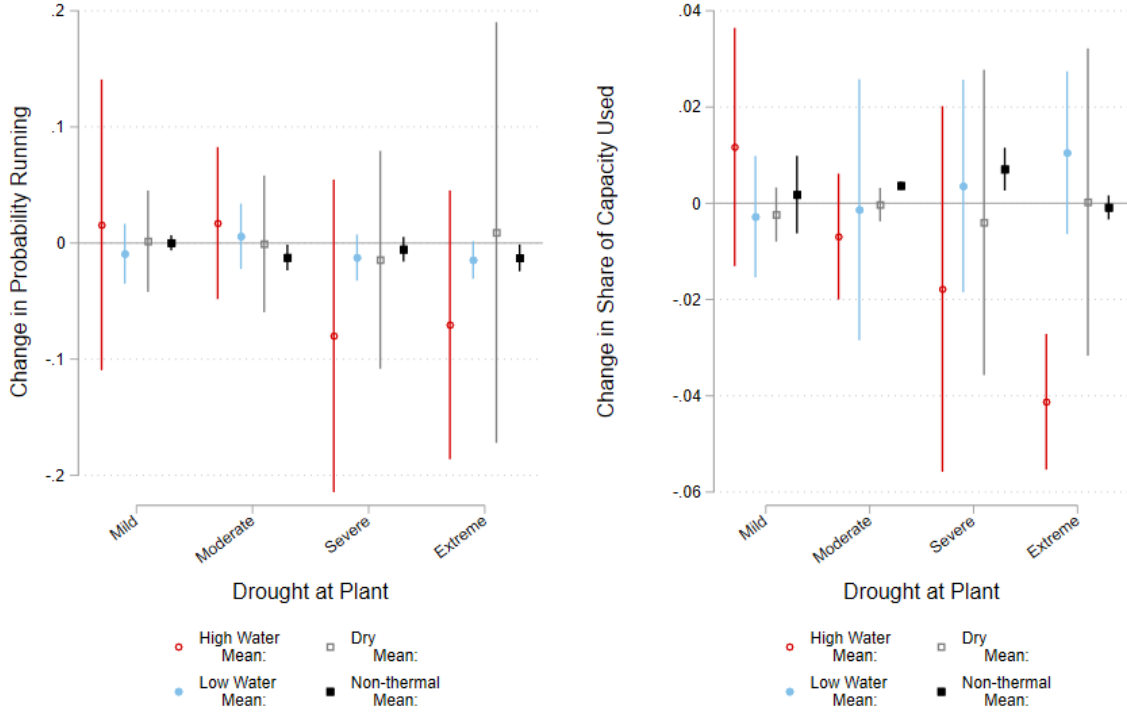 Change in Probability Running
.2
.1
0
-.1
-.2
Mild
Moderate
Severe
Extreme
Drought at Plant
High Water
Mean:
Dry
Mean:
Low Water
Mean:
Non-thermal
Mean:
Change in Share of Capacity Used
.04
.02
0
-.02
-.04
-.06
Mild
Moderate
Severe
Extreme
Drought at Plant
High Water
Mean:
Dry
Mean:
Low Water
Mean:
Non-thermal
Mean: